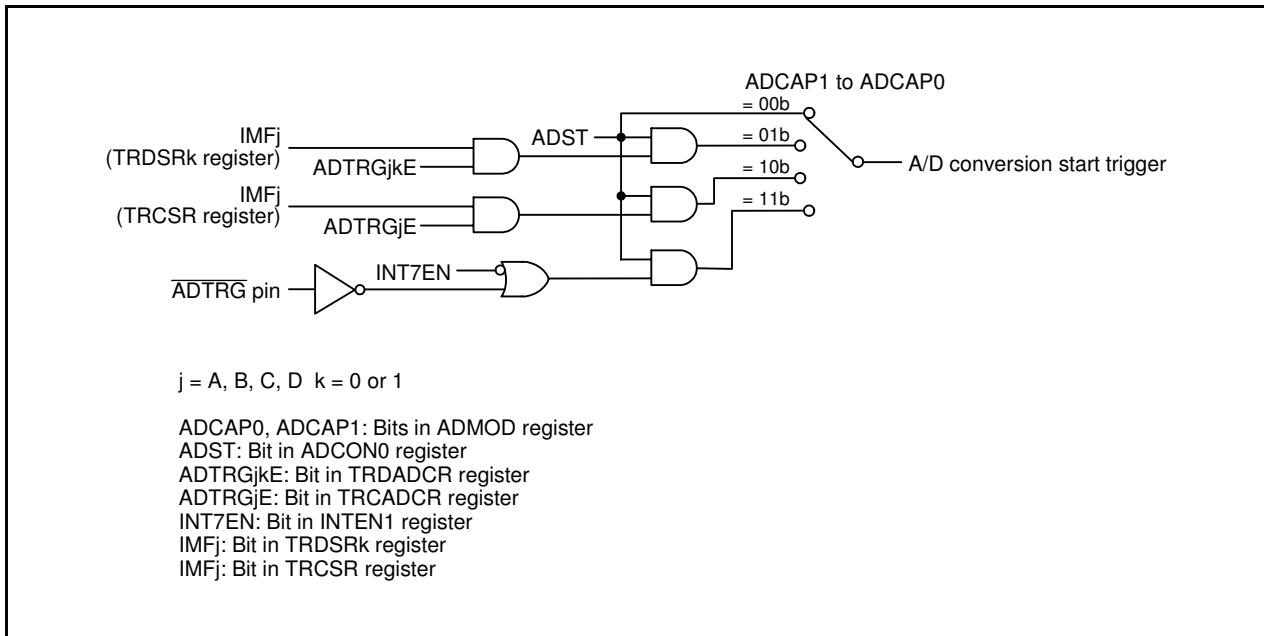 ADCAP1 to ADCAP0
= 00b
IMFj
(TRDSRk register)
ADTRGjkE
ADST
= 01b
A/D conversion start trigger
= 10b
IMFj
(TRCSR register)
ADTRGjE
= 11b
INT7EN
ADTRG pin
j = A, B, C, D k = 0 or 1
ADCAP0, ADCAP1: Bits in ADMOD register
ADST: Bit in ADCON0 register
ADTRGjkE: Bit in TRDADCR register
ADTRGjE: Bit in TRCADCR register
INT7EN: Bit in INTEN1 register
IMFj: Bit in TRDSRk register
IMFj: Bit in TRCSR register